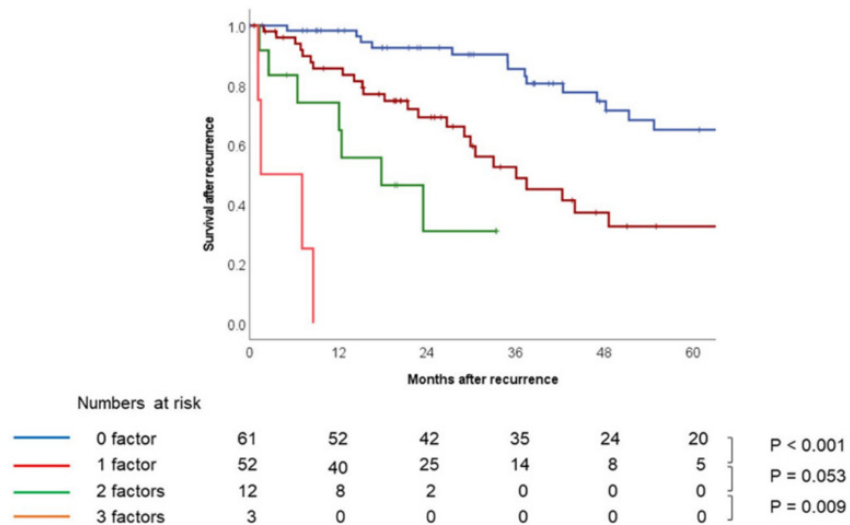 Survival after recurrence
1.0
0.8
0.6
0.4
0.2
0.0
0 12 24 36 48 60
Months after recurrence
Numbers at risk
0 factor 61 52 42 35 24 20
P < 0.001
1 factor 52 40 25 14 8 5
P = 0.053
2 factors 12 8 2 0 0 0
P = 0.009
3 factors 3 0 0 0 0 0